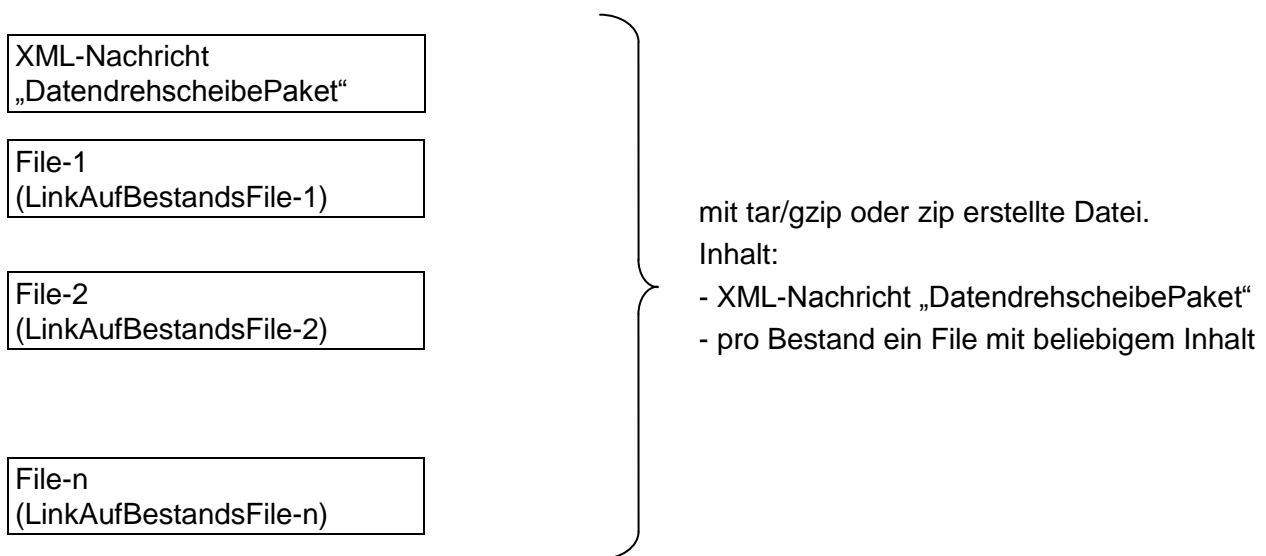 XML-Nachricht
„DatendrehscheibePaket“
File-1
(LinkAufBestandsFile-1)
File-2
(LinkAufBestandsFile-2)
File-n
(LinkAufBestandsFile-n)
mit tar/gzip oder zip erstellte Datei.
Inhalt:
- XML-Nachricht „DatendrehscheibePaket“
- pro Bestand ein File mit beliebigem Inhalt